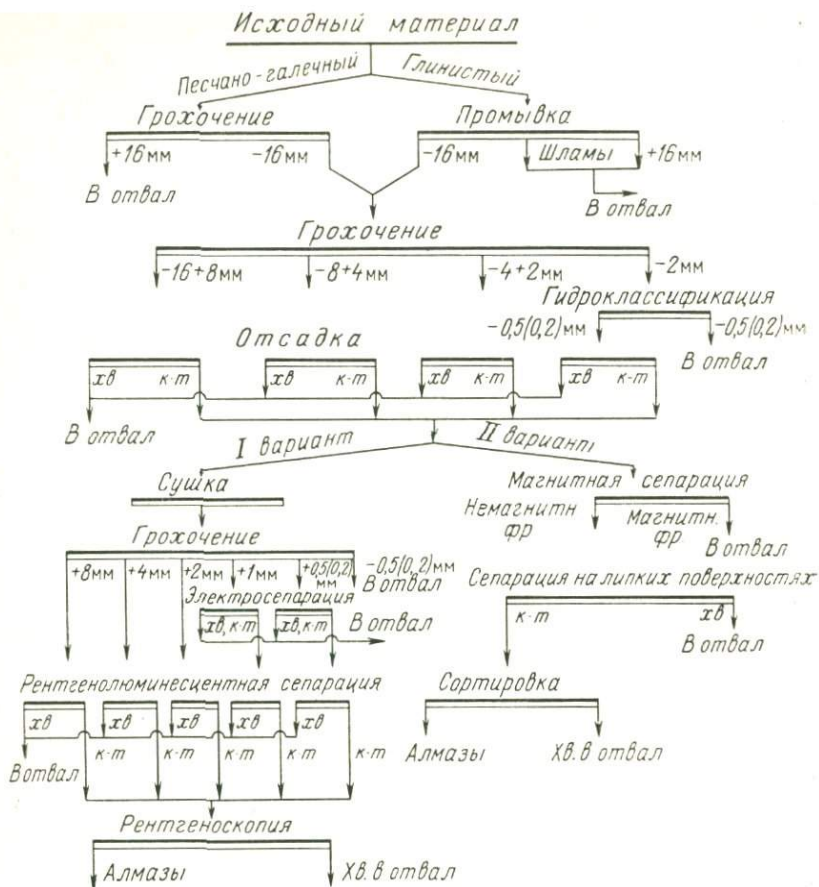 Исходный материал
Песчано-галечный
Глинистый
Грохочение
Промывка
+16мм
-16мм
-16мм
Шламы
+16мм
В отвал
В отвал
Грохочение
-16+8мм
-8+4мм
-4+2мм
-2мм
Гидроклассификация
-0,5(0,2)мм
-0,5(0,2)мм
В отвал
Отсадка
хв
к-т
хв
к-т
хв
к-т
хв
к-т
В отвал
I вариант
II вариант
Сушка
Магнитная сепарация
Немагнитн
фр
Магнитн.
фр
В отвал
Грохочение
+8мм
+4мм
+2мм
+1мм
+0,5(0,2)
мм
-0,5(0,2)мм
В отвал
Электросепарация
хв, к-т
хв, к-т
В отвал
Сепарация на липких поверхностях
к-т
хв
В отвал
Рентгенолюминесцентная сепарация
хв
хв
хв
хв
хв
В отвал
к-т
к-т
к-т
к-т
к-т
Сортировка
Алмазы
Хв. в отвал
Рентгеноскопия
Алмазы
Хв. в отвал